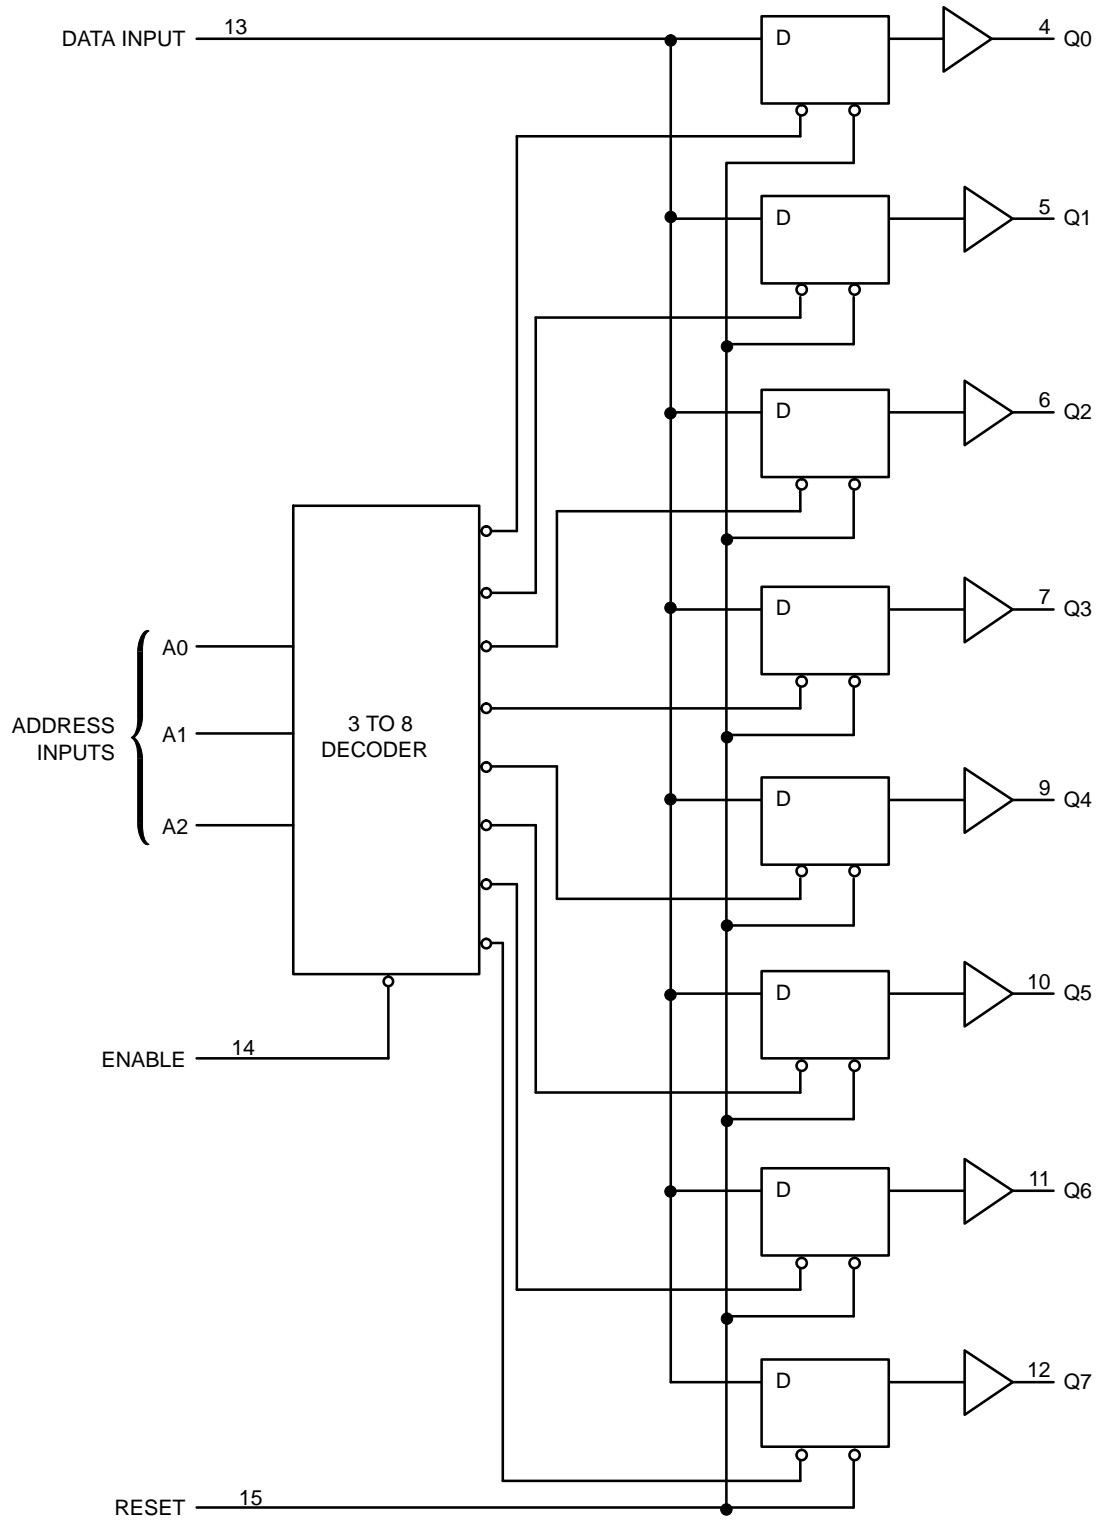 DATA INPUT 13 D 4 Q0
D 5 Q1
D 6 Q2
D 7 Q3
A0
ADDRESS INPUTS
A1
3 TO 8
DECODER
A2
D 9 Q4
D 10 Q5
ENABLE 14
D 11 Q6
D 12 Q7
RESET 15